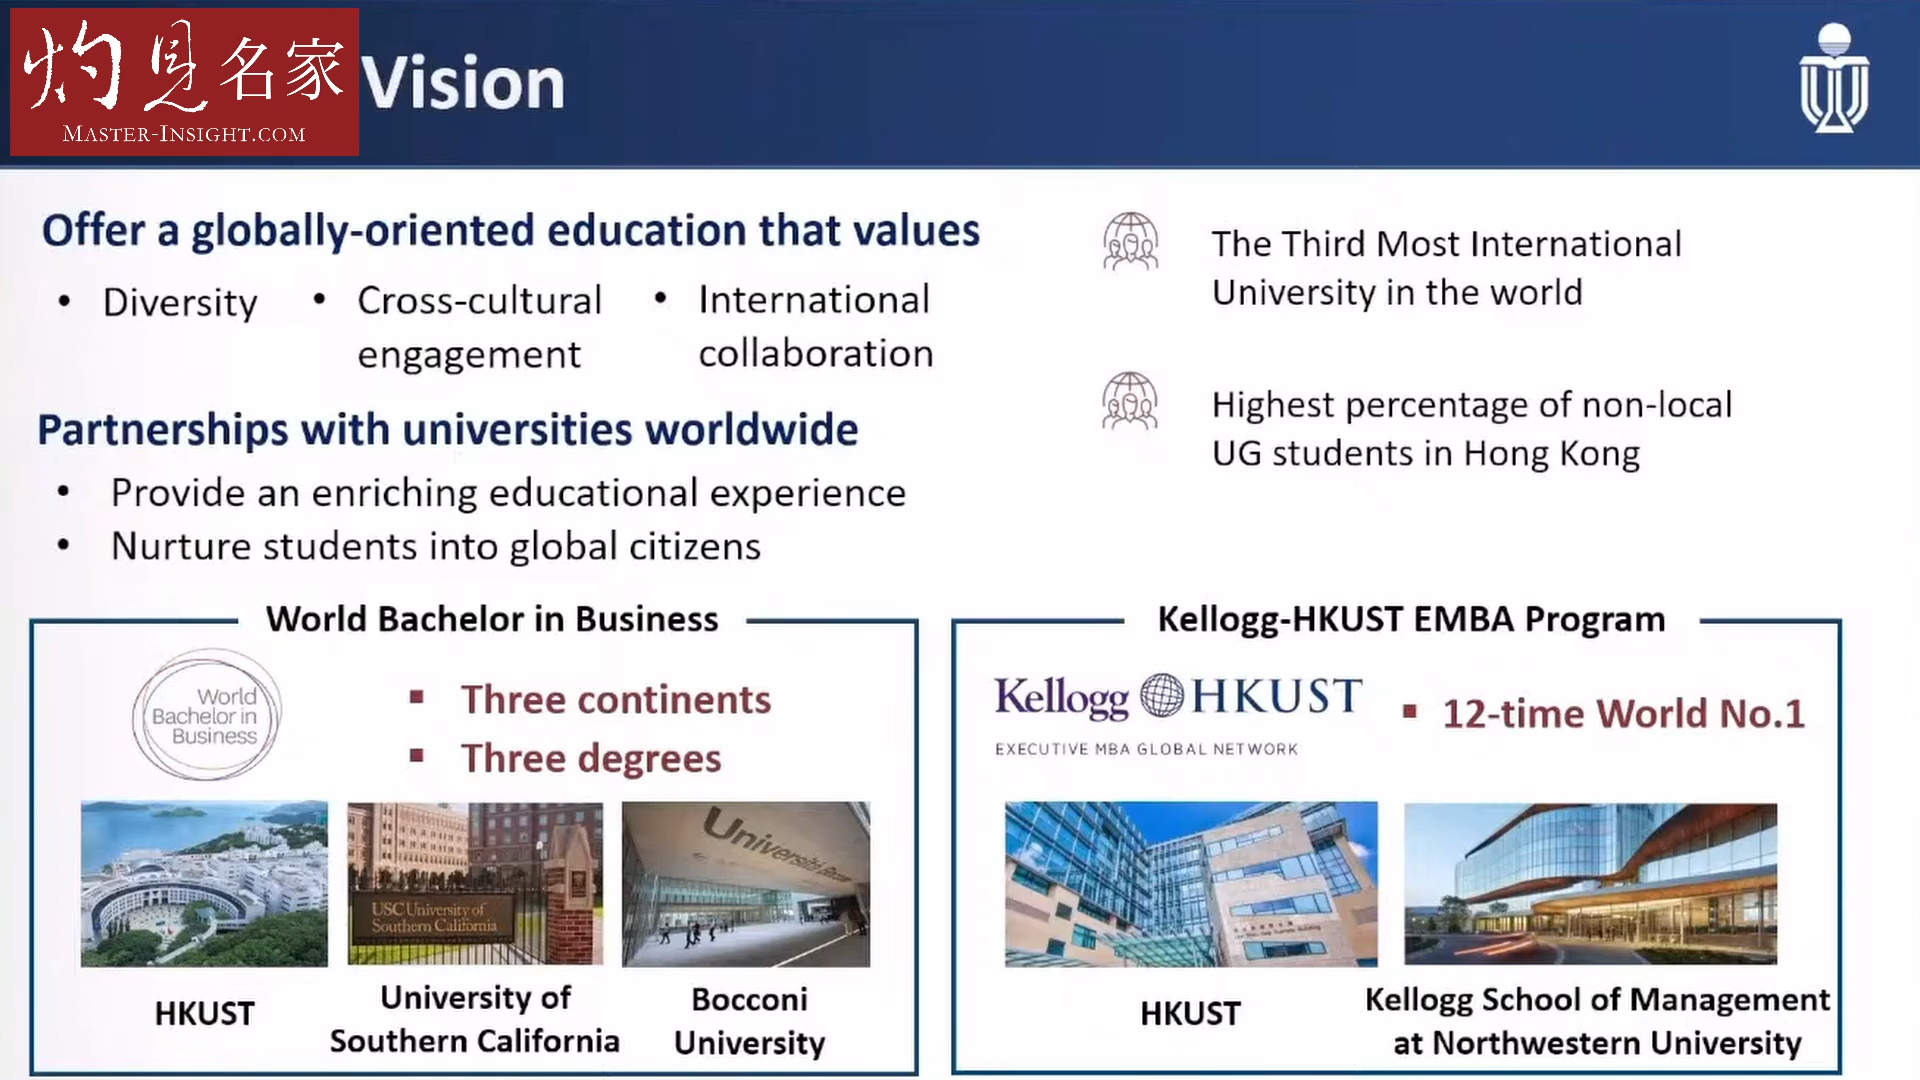 灼見名家
MASTER-INSIGHT.COM
Vision
Offer a globally-oriented education that values
• Diversity
• Cross-cultural
engagement
• International
collaboration
Partnerships with universities worldwide
• Provide an enriching educational experience
• Nurture students into global citizens
The Third Most International
University in the world
Highest percentage of non-local
UG students in Hong Kong
World Bachelor in Business
World
Bachelor in
Business
▪ Three continents
▪ Three degrees
USC University of
Southern California
HKUST
University of
Southern California
Bocconi
University
Kellogg-HKUST EMBA Program
Kellogg HKUST
EXECUTIVE MBA GLOBAL NETWORK
▪ 12-time World No.1
HKUST
Kellogg School of Management
at Northwestern University